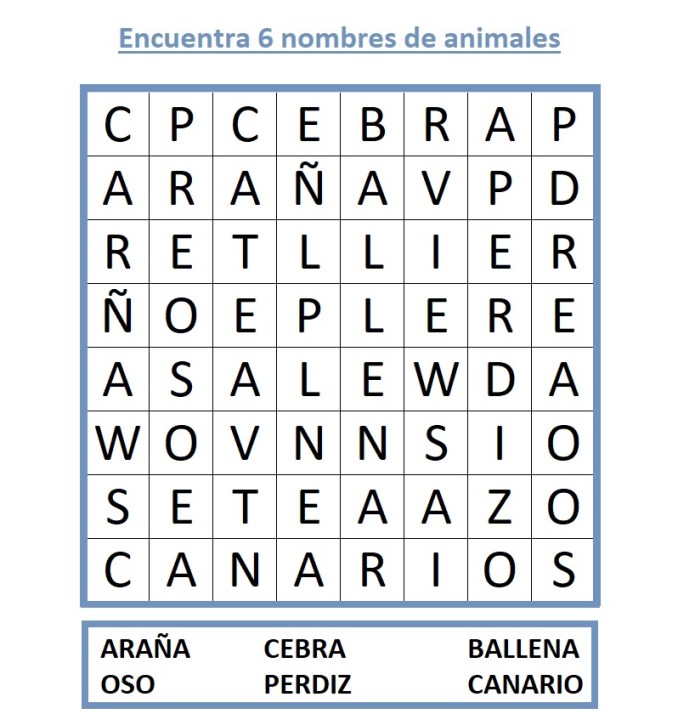 Encuentra 6 nombres de animales
C P C E B R A P
A R A Ñ A V P D
R E T L L I E R
Ñ O E P L E R E
A S A L E W D A
W O V N N S I O
S E T E A A Z O
C A N A R I O S
ARAÑA CEBRA BALLENA
OSO PERDIZ CANARIO